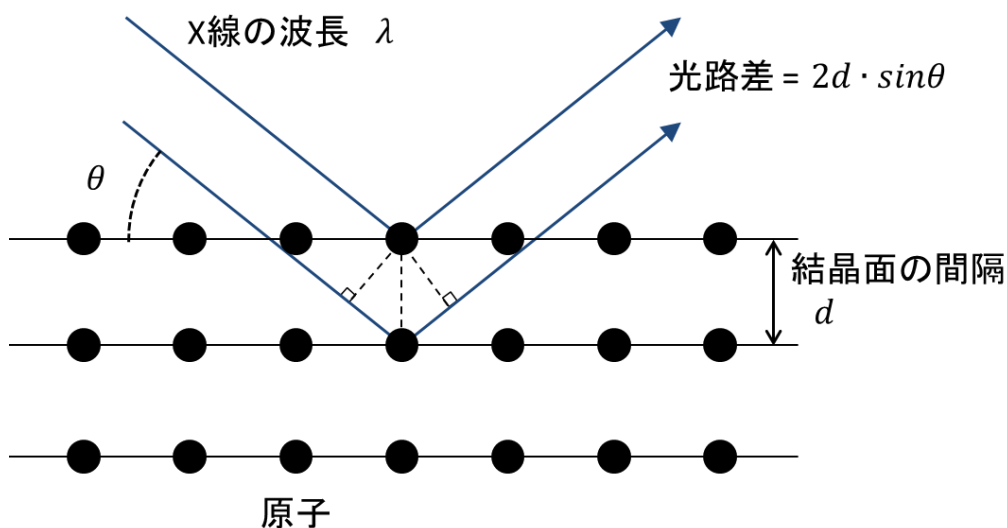 X線の波長 λ
光路差 = 2d · sinθ
θ
結晶面の間隔
d
原子